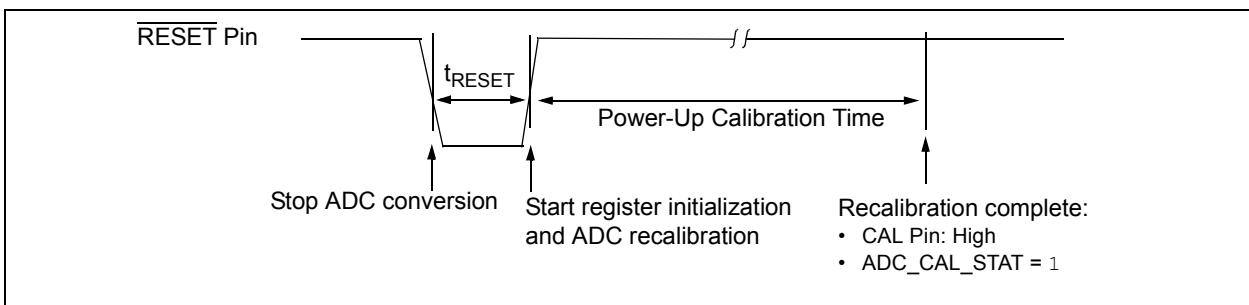 RESET Pin
tRESET
Power-Up Calibration Time
Stop ADC conversion
Start register initialization
and ADC recalibration
Recalibration complete:
• CAL Pin: High
• ADC_CAL_STAT = 1